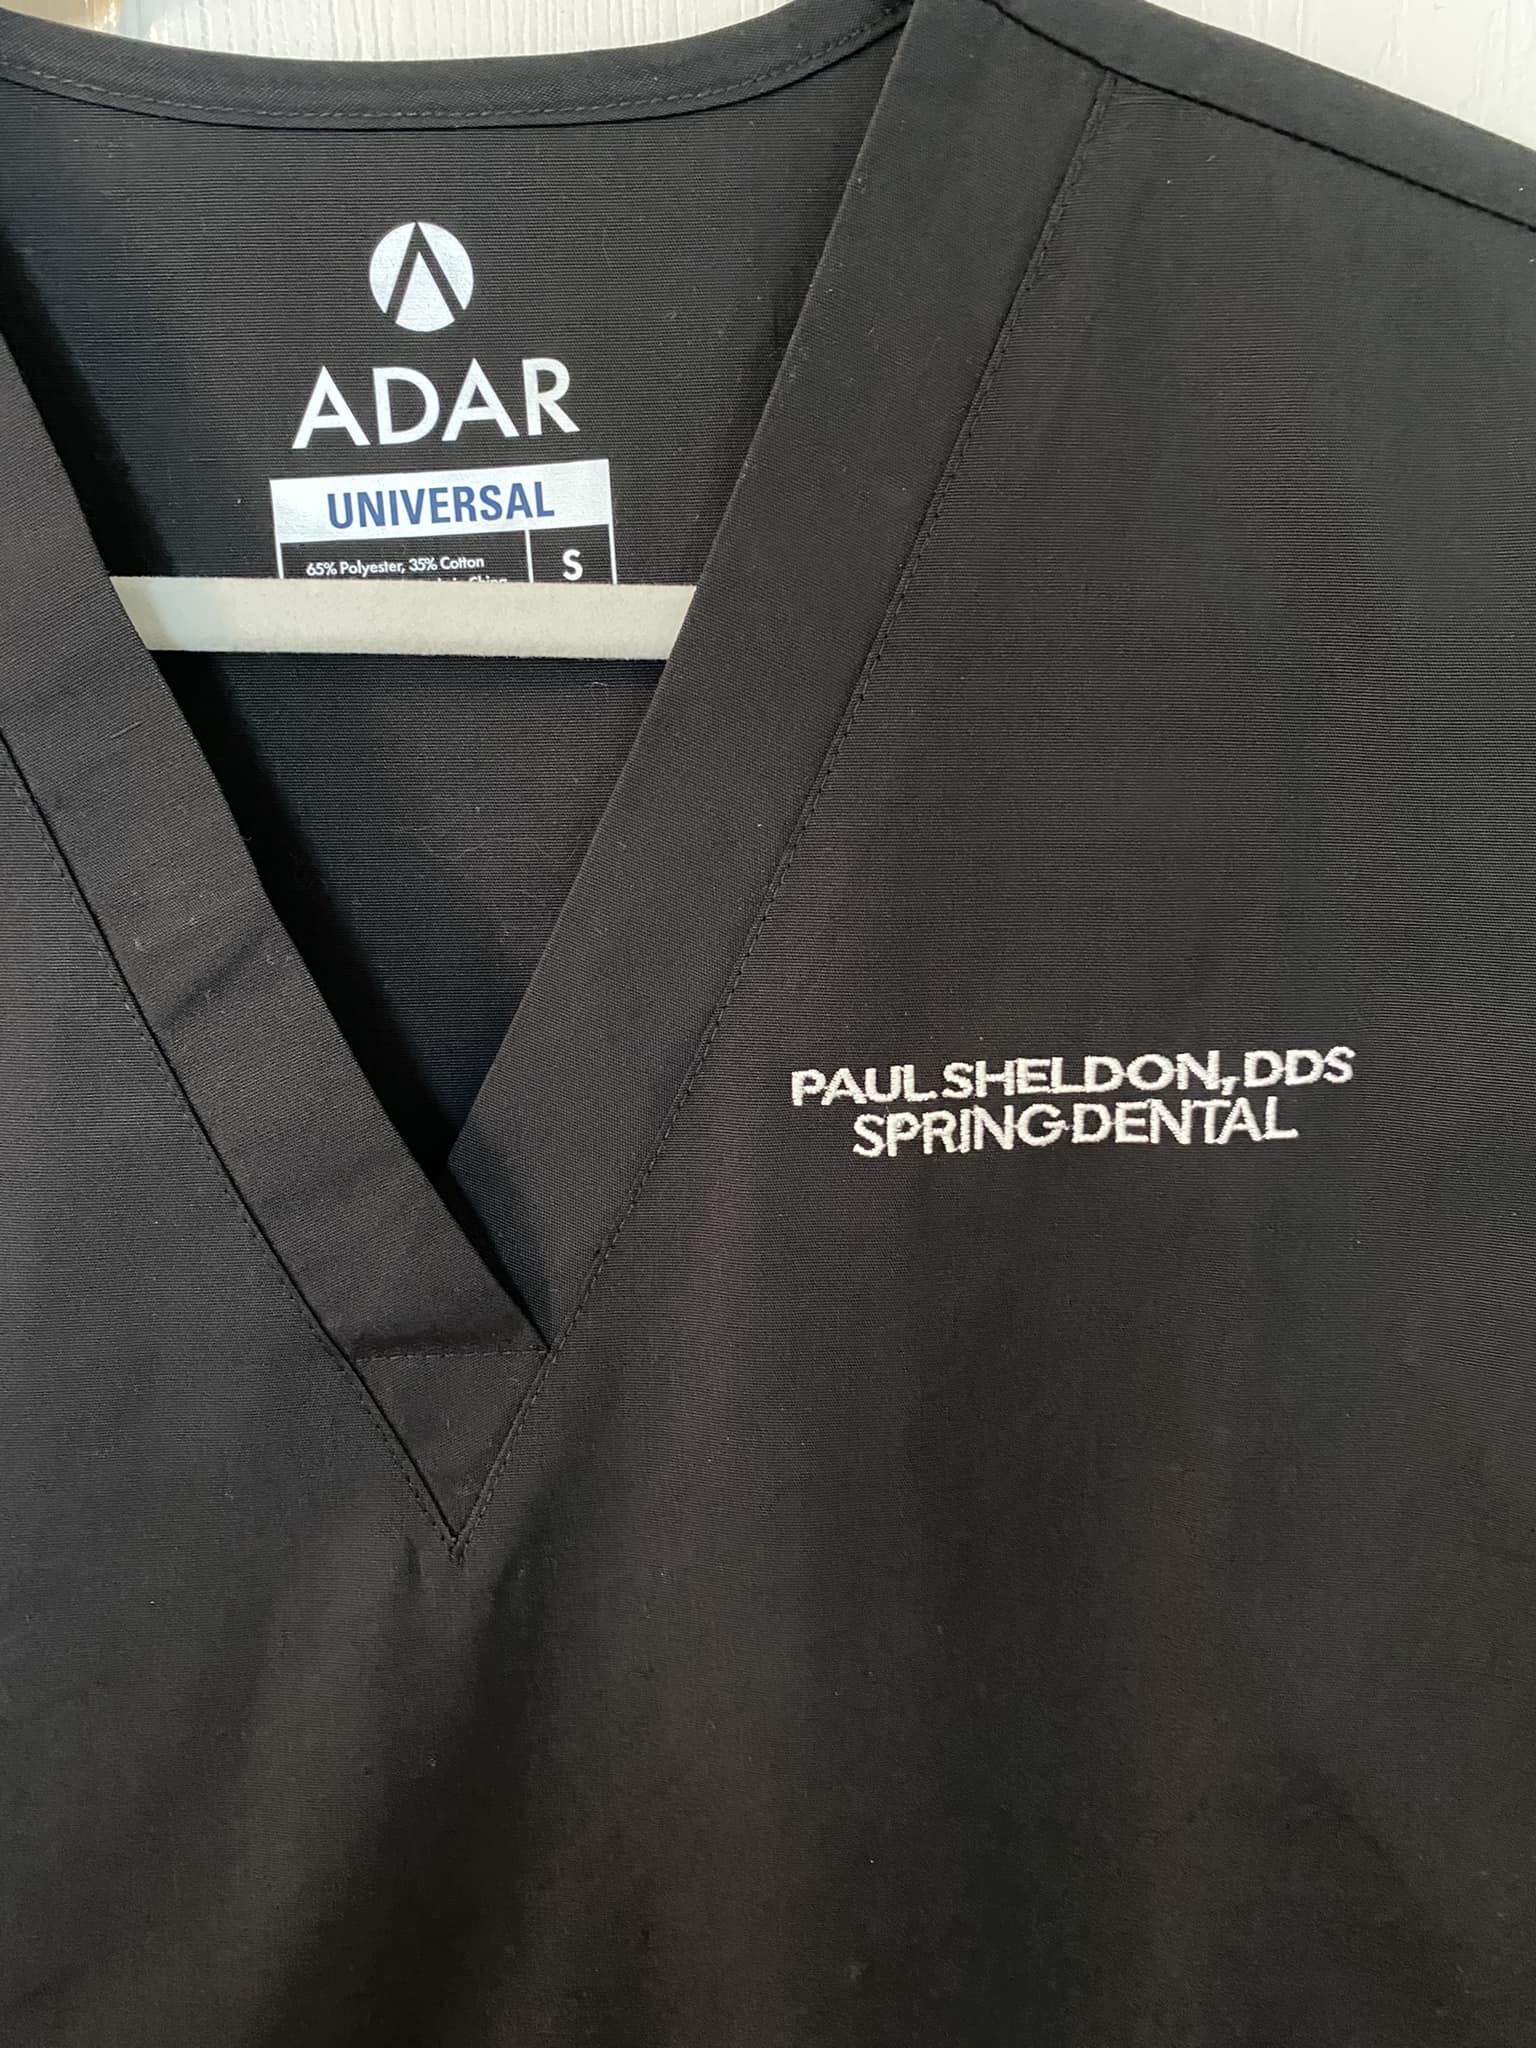 ADAR
UNIVERSAL
65% Polyester, 35% Cotton
S
PAUL SHELDON, DDS
SPRING DENTAL